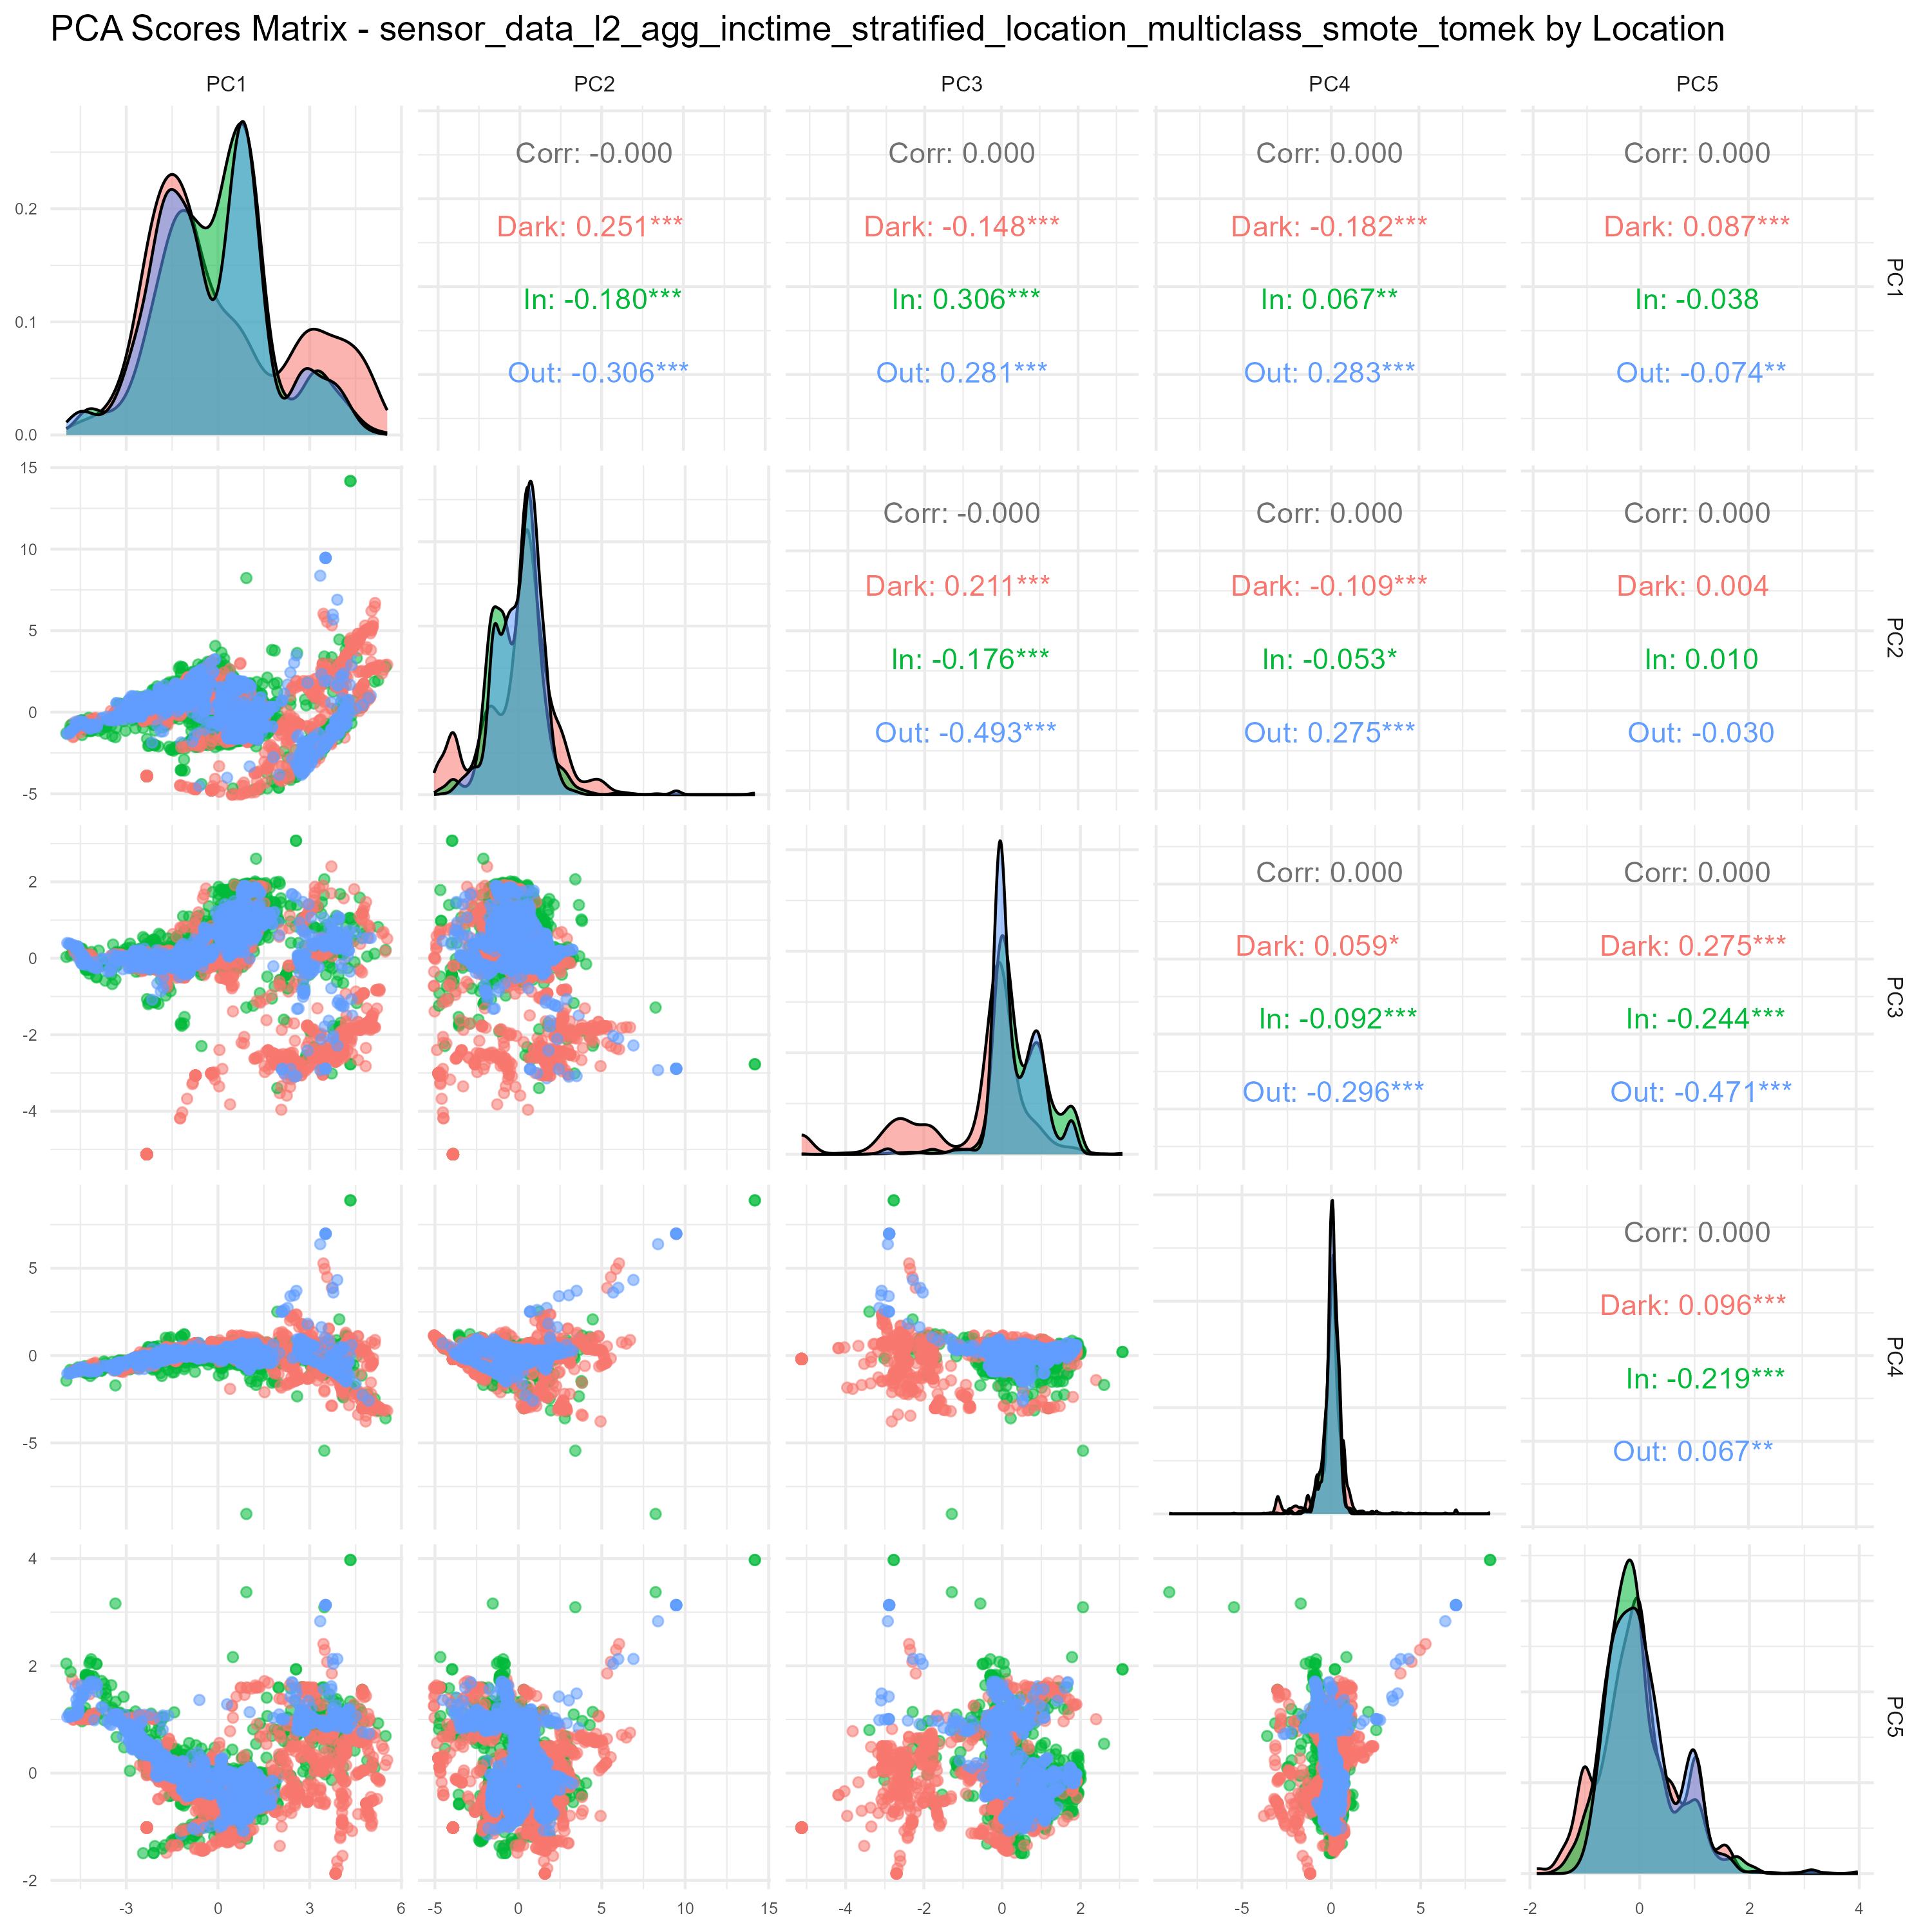 PCA Scores Matrix - sensor_data_l2_agg_inctime_stratified_location_multiclass_smote_tomek by Location
PC1 PC2 PC3 PC4 PC5
0.2
0.1
0.0
Corr: -0.000
Dark: 0.251***
In: -0.180***
Out: -0.306***
Corr: 0.000
Dark: -0.148***
In: 0.306***
Out: 0.281***
Corr: 0.000
Dark: -0.182***
In: 0.067**
Out: 0.283***
Corr: 0.000
Dark: 0.087***
In: -0.038
Out: -0.074**
PC1
15
10
5
0
-5
Corr: -0.000
Dark: 0.211***
In: -0.176***
Out: -0.493***
Corr: 0.000
Dark: -0.109***
In: -0.053*
Out: 0.275***
Corr: 0.000
Dark: 0.004
In: 0.010
Out: -0.030
PC2
2
0
-2
-4
Corr: 0.000
Dark: 0.059*
In: -0.092***
Out: -0.296***
Corr: 0.000
Dark: 0.275***
In: -0.244***
Out: -0.471***
PC3
5
0
-5
Corr: 0.000
Dark: 0.096***
In: -0.219***
Out: 0.067**
PC4
4
2
0
-2
PC5
-3 0 3 6
-5 0 5 10 15
-4 -2 0 2
-5 0 5
-2 0 2 4